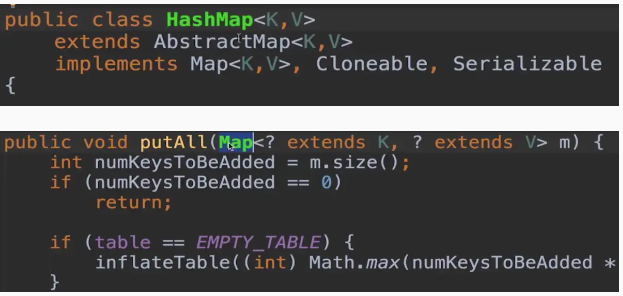 public class HashMap<K,V>
extends AbstractMap<K,V>
implements Map<K,V>, Cloneable, Serializable
{
public void putAll(Map<? extends K, ? extends V> m) {
int numKeysToBeAdded = m.size();
if (numKeysToBeAdded == 0)
return;
if (table == EMPTY_TABLE) {
inflateTable((int) Math.max(numKeysToBeAdded *
}